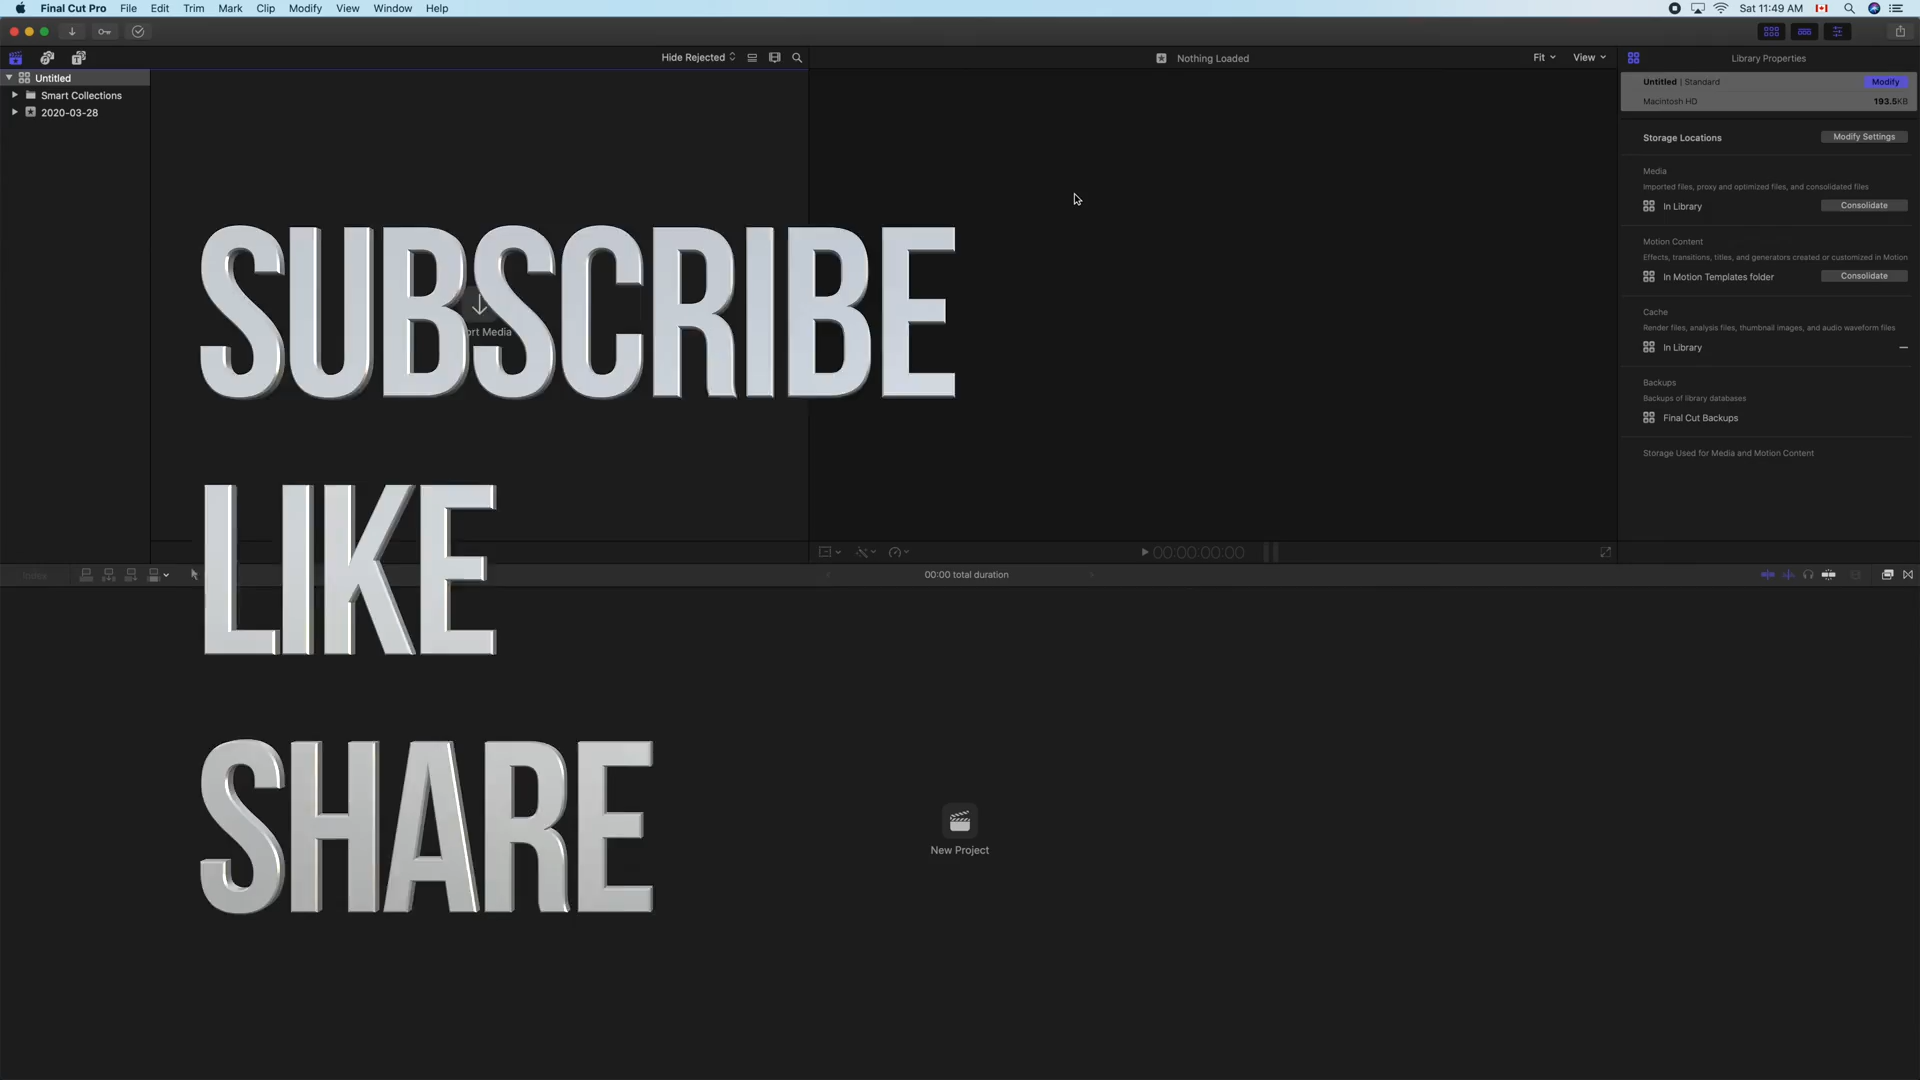 Final Cut Pro File Edit Trim Mark Clip Modify View Window Help Sat 11:49 AM
Hide Rejected
Nothing Loaded
Fit View
Library Properties
Untitled
Smart Collections
2020-03-28
Untitled | Standard Modify
Macintosh HD 193.5KB
Storage Locations Modify Settings
Media
Imported files, proxy and optimized files, and consolidated files
In Library Consolidate
Motion Content
Effects, transitions, titles, and generators created or customized in Motion
In Motion Templates folder Consolidate
Cache
Render files, analysis files, thumbnail images, and audio waveform files
In Library
Backups
Backups of library databases
Final Cut Backups
Storage Used for Media and Motion Content
SUBSCRIBE
ort Media
LIKE
SHARE
00:00:00:00
Index
00:00 total duration
New Project